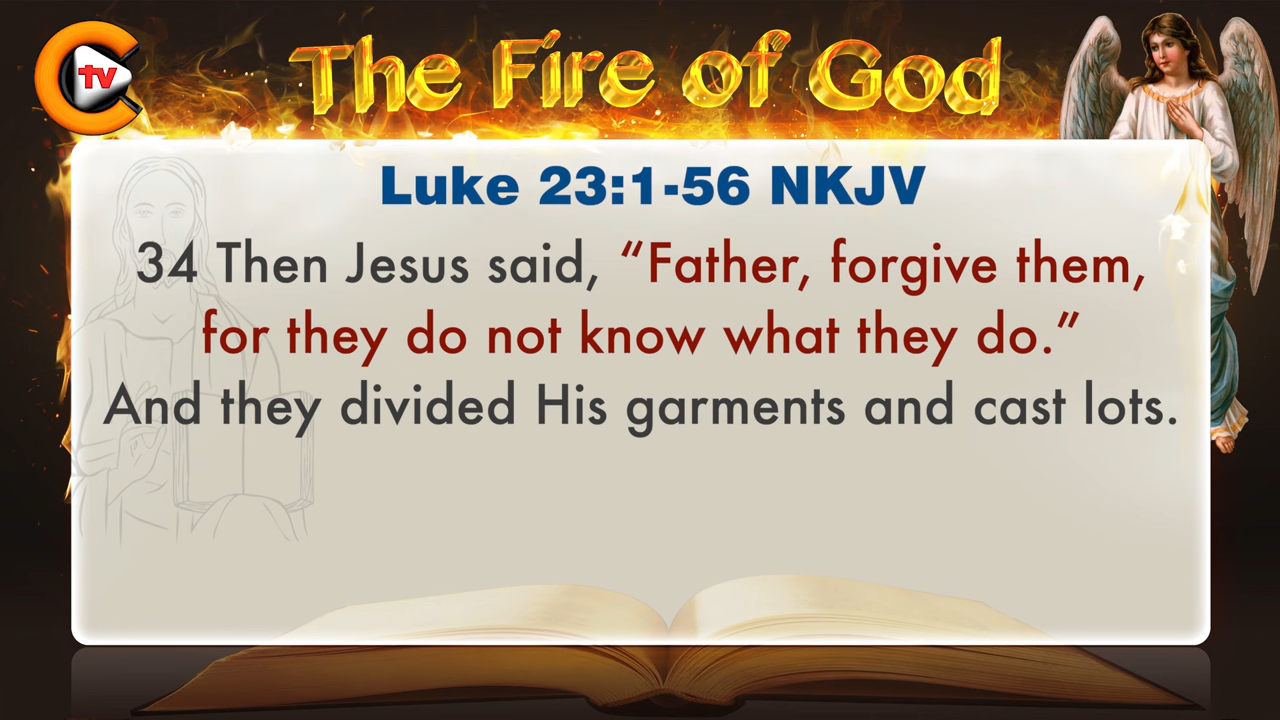 tv
The Fire of God
Luke 23:1-56 NKJV
34 Then Jesus said, “Father, forgive them,
for they do not know what they do.”
And they divided His garments and cast lots.